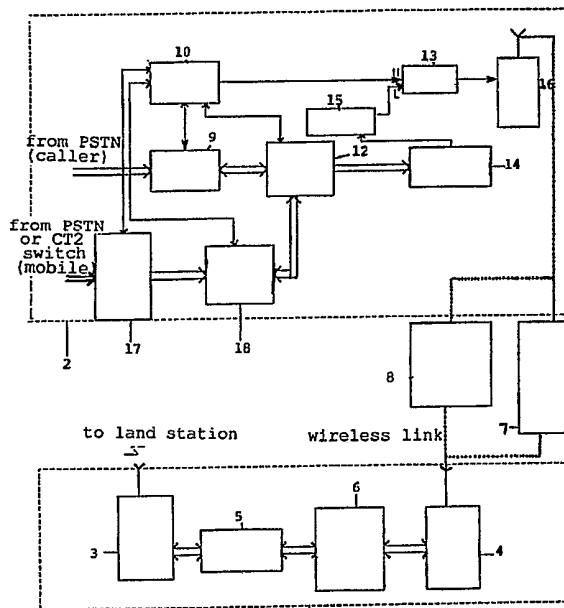 10
13
16
15
from PSTN
(caller)
9
12
14
from PSTN
or CT2
switch
(mobile
2
17
18
8
7
to land station
wireless link
6
5
3
4